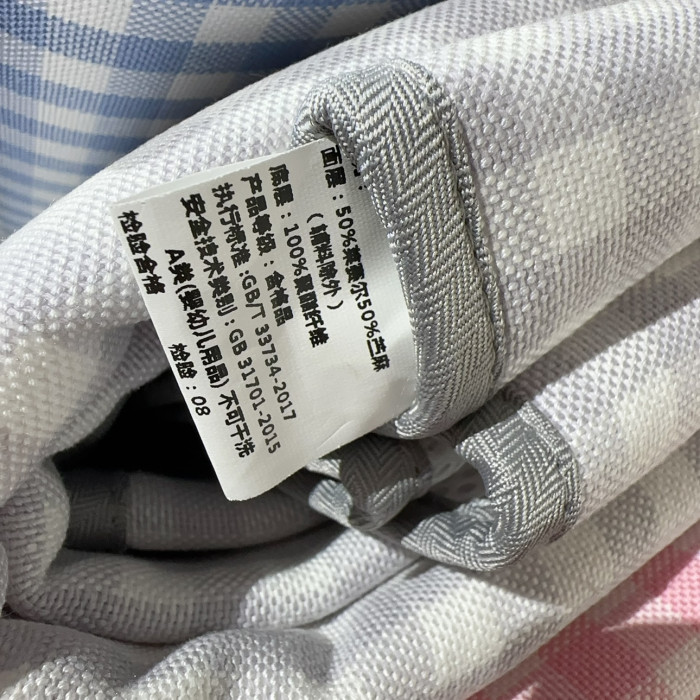 面层：50%莱赛尔50%苎麻
（辅料除外）
底层：100%聚酯纤维
产品等级：合格品
执行标准：GB/T 33734-2017
安全技术类别：GB 31701-2015
A类(婴幼儿用品) 不可干洗
检验合格
检验：08